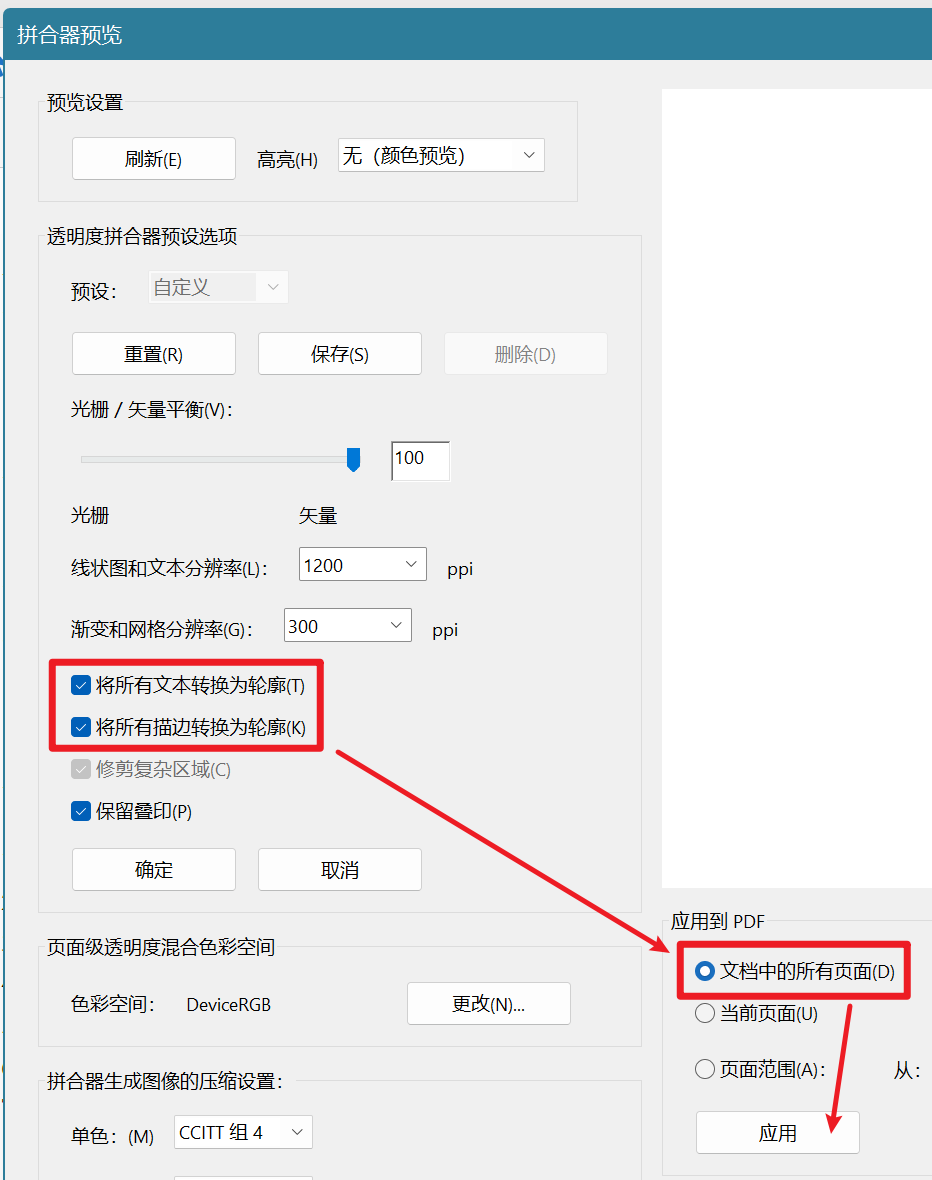 拼合器预览
预览设置
刷新(E)
高亮(H)
无（颜色预览）
透明度拼合器预设选项
预设：
自定义
重置(R)
保存(S)
删除(D)
光栅 / 矢量平衡(V)：
100
光栅
矢量
线状图和文本分辨率(L)：
1200
ppi
渐变和网格分辨率(G)：
300
ppi
将所有文本转换为轮廓(T)
将所有描边转换为轮廓(K)
修剪复杂区域(C)
保留叠印(P)
确定
取消
页面级透明度混合色彩空间
色彩空间：
DeviceRGB
更改(N)...
拼合器生成图像的压缩设置：
单色：(M)
CCITT 组 4
应用到 PDF
文档中的所有页面(D)
当前页面(U)
页面范围(A)：
从：
应用